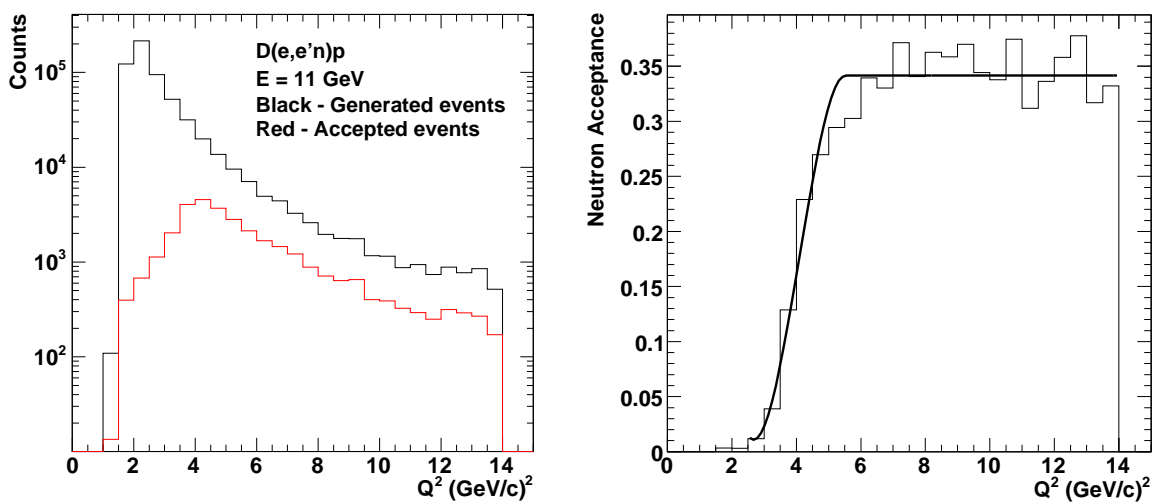 Counts
10^5
10^4
10^3
10^2
D(e,e'n)p
E = 11 GeV
Black - Generated events
Red - Accepted events
0 2 4 6 8 10 12 14
Q^2 (GeV/c)^2
Neutron Acceptance
0.35
0.3
0.25
0.2
0.15
0.1
0.05
0
0 2 4 6 8 10 12 14
Q^2 (GeV/c)^2